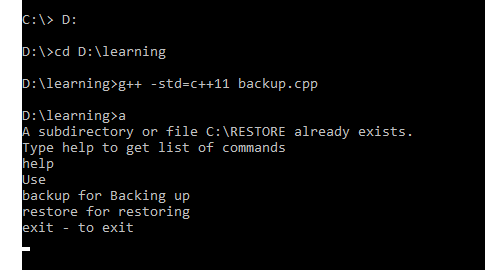 C:\> D:
D:\>cd D:\learning
D:\learning>g++ -std=c++11 backup.cpp
D:\learning>a
A subdirectory or file C:\RESTORE already exists.
Type help to get list of commands
help
Use
backup for Backing up
restore for restoring
exit - to exit